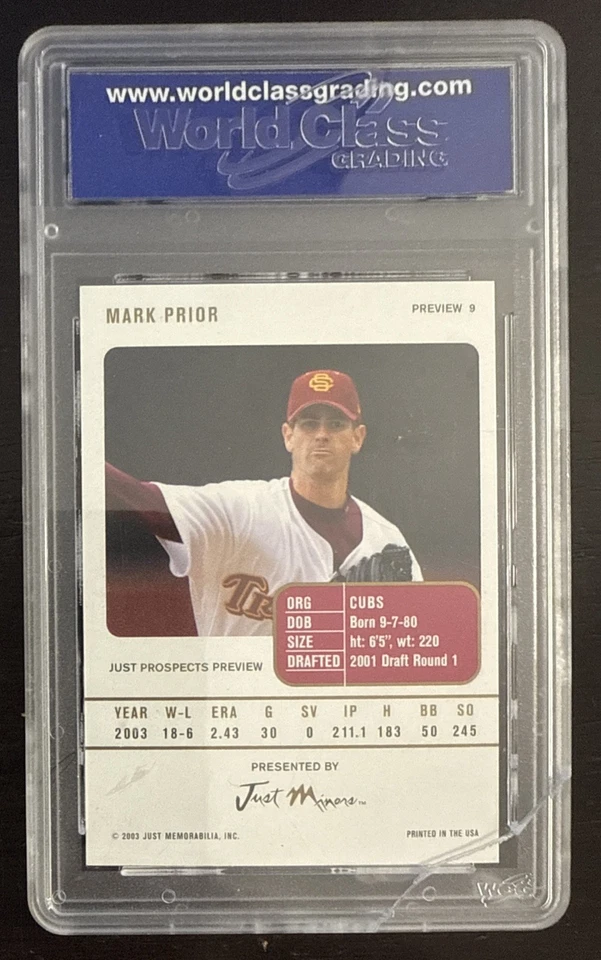 www.worldclassgrading.com
World Class
GRADING
MARK PRIOR
PREVIEW 9
SC
ORG CUBS
DOB Born 9-7-80
SIZE ht: 6'5", wt: 220
DRAFTED 2001 Draft Round 1
JUST PROSPECTS PREVIEW
YEAR W-L ERA G SV IP H BB SO
2003 18-6 2.43 30 0 211.1 183 50 245
PRESENTED BY
Just Minors™
© 2003 JUST MEMORABILIA, INC.
PRINTED IN THE USA
WCG